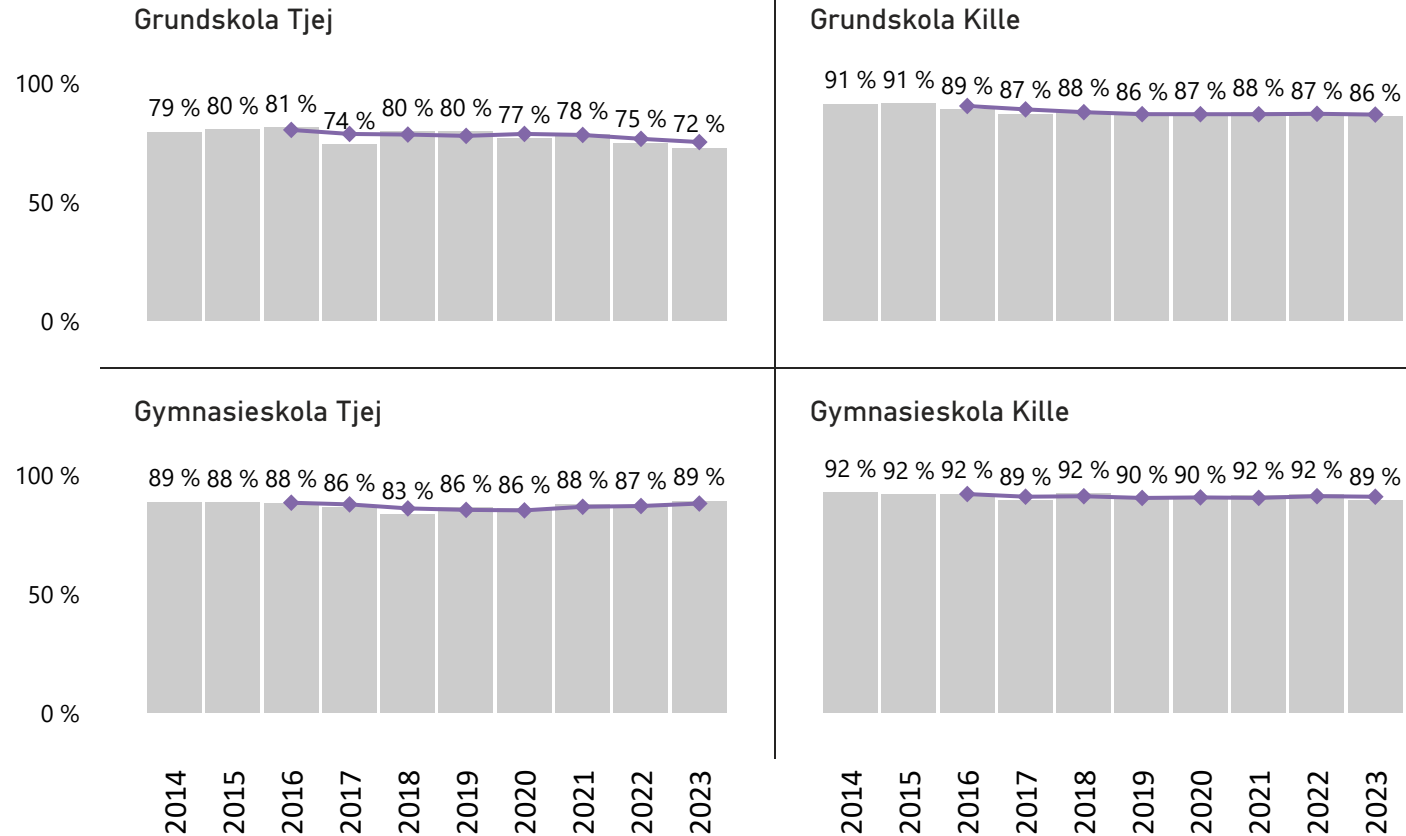 Grundskola Tjej
Grundskola Kille
100 %
50 %
0 %
79 % 80 % 81 % 74 % 80 % 80 % 77 % 78 % 75 % 72 %
91 % 91 % 89 % 87 % 88 % 86 % 87 % 88 % 87 % 86 %
Gymnasieskola Tjej
Gymnasieskola Kille
100 %
50 %
0 %
89 % 88 % 88 % 86 % 83 % 86 % 86 % 88 % 87 % 89 %
92 % 92 % 92 % 89 % 92 % 90 % 90 % 92 % 92 % 89 %
2014 2015 2016 2017 2018 2019 2020 2021 2022 2023
2014 2015 2016 2017 2018 2019 2020 2021 2022 2023